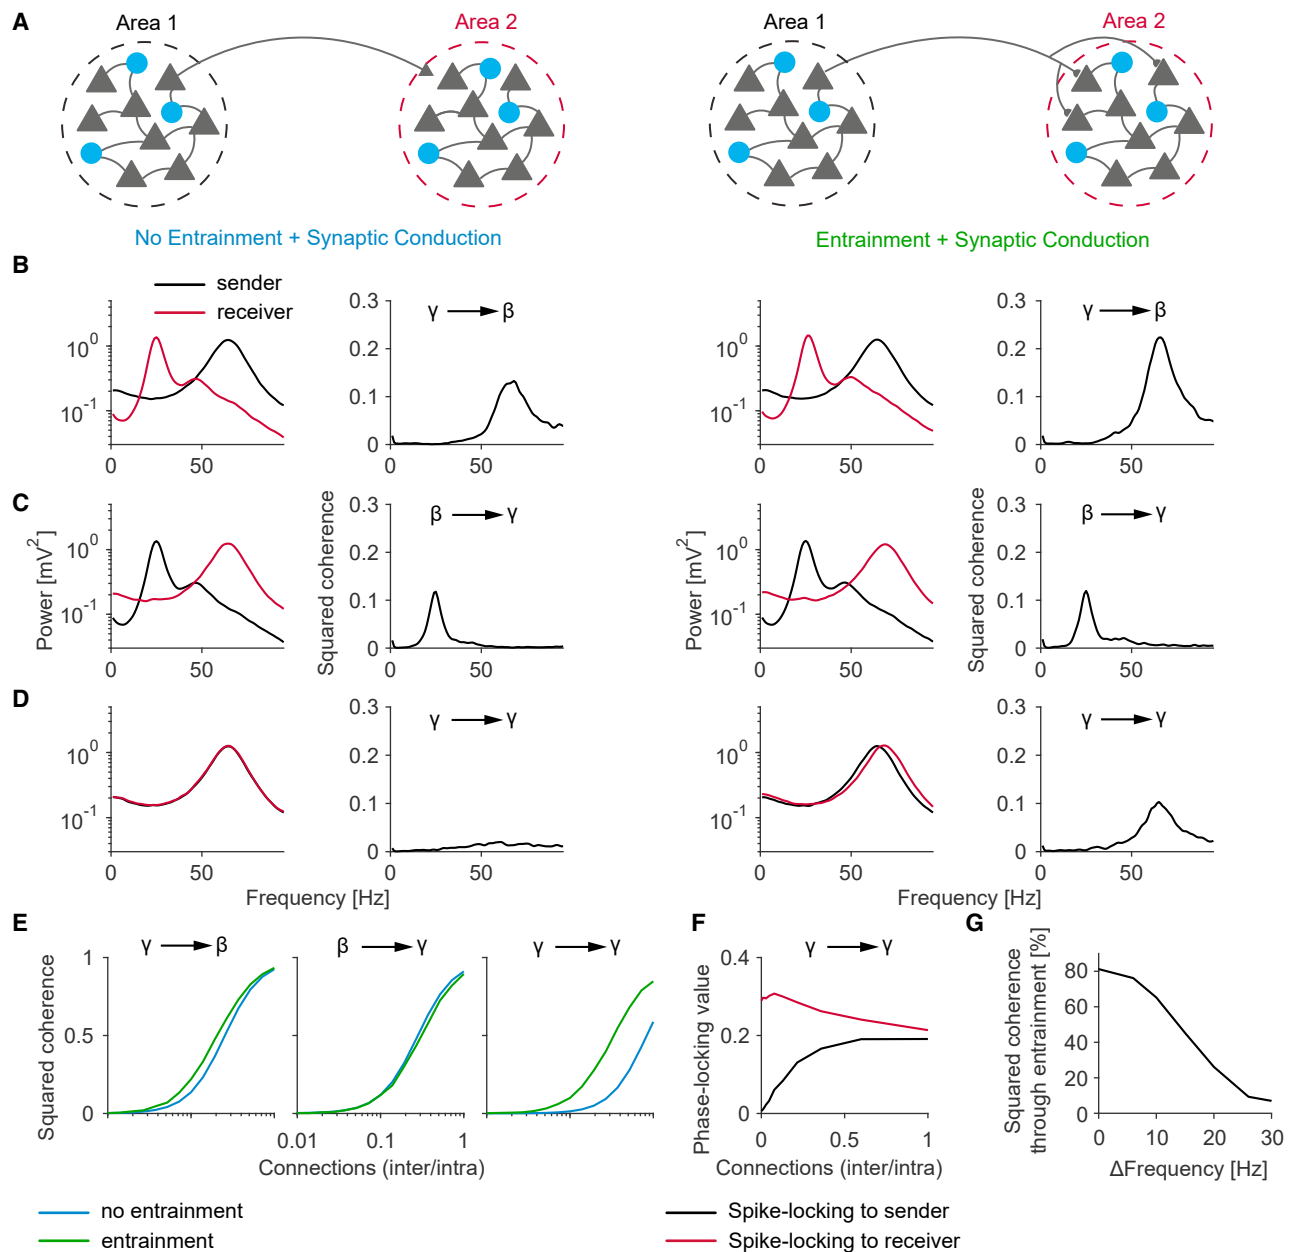 A
Area 1
Area 2
Area 1
Area 2
No Entrainment + Synaptic Conduction
Entrainment + Synaptic Conduction
B
sender
receiver
10^0
10^-1
0
50
0.3
0.2
0.1
0
0
50
γ → β
10^0
10^-1
0
50
0.3
0.2
0.1
0
0
50
γ → β
C
Power [mV^2]
10^0
10^-1
0
50
Squared coherence
0.3
0.2
0.1
0
0
50
β → γ
Power [mV^2]
10^0
10^-1
0
50
Squared coherence
0.3
0.2
0.1
0
0
50
β → γ
D
10^0
10^-1
0
50
0.3
0.2
0.1
0
0
50
γ → γ
Frequency [Hz]
10^0
10^-1
0
50
0.3
0.2
0.1
0
0
50
γ → γ
Frequency [Hz]
E
Squared coherence
1
0.5
0
γ → β
β → γ
γ → γ
0.01
0.1
1
Connections (inter/intra)
no entrainment
entrainment
F
γ → γ
Phase-locking value
0.4
0.2
0
0
0.5
1
Connections (inter/intra)
Spike-locking to sender
Spike-locking to receiver
G
Squared coherence
through entrainment [%]
80
60
40
20
0
0
10
20
30
ΔFrequency [Hz]